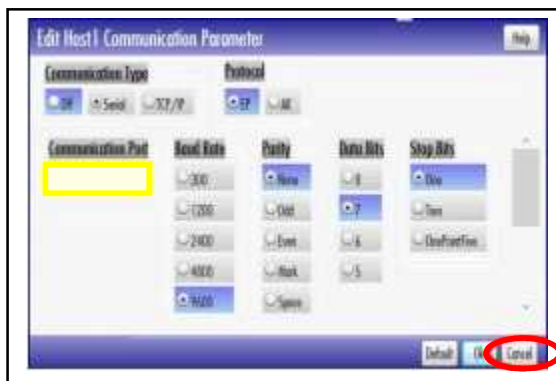 Edit Host1 Communication Parameter Help
Communication Type Protocol
Off Serial TCP/IP EP AK
Communication Port Baud Rate Parity Data Bits Stop Bits
300 None 8 One
1200 Odd 7 Two
2400 Even 6 OnePointFive
4800 Mark 5
9600 Space
Default Ok Cancel